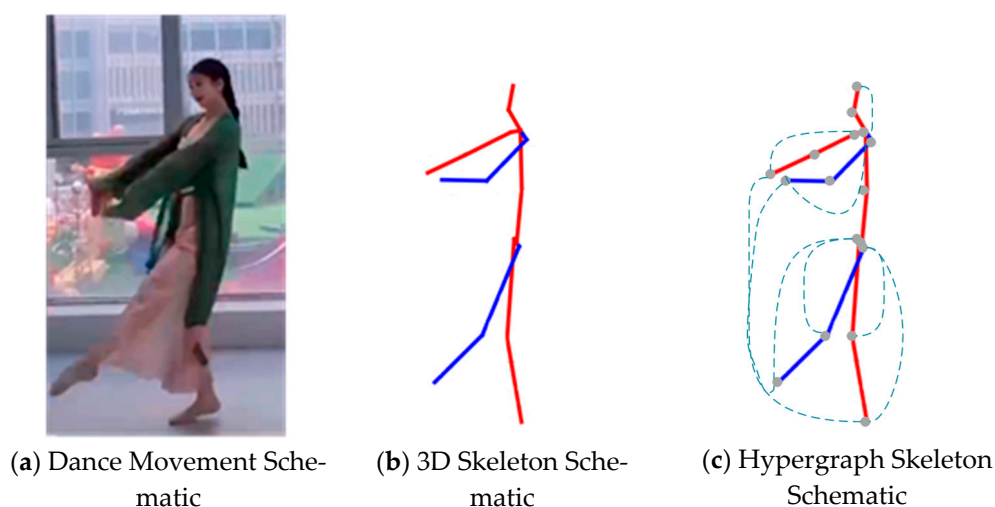 (a) Dance Movement Sche-
matic
(b) 3D Skeleton Sche-
matic
(c) Hypergraph Skeleton
Schematic